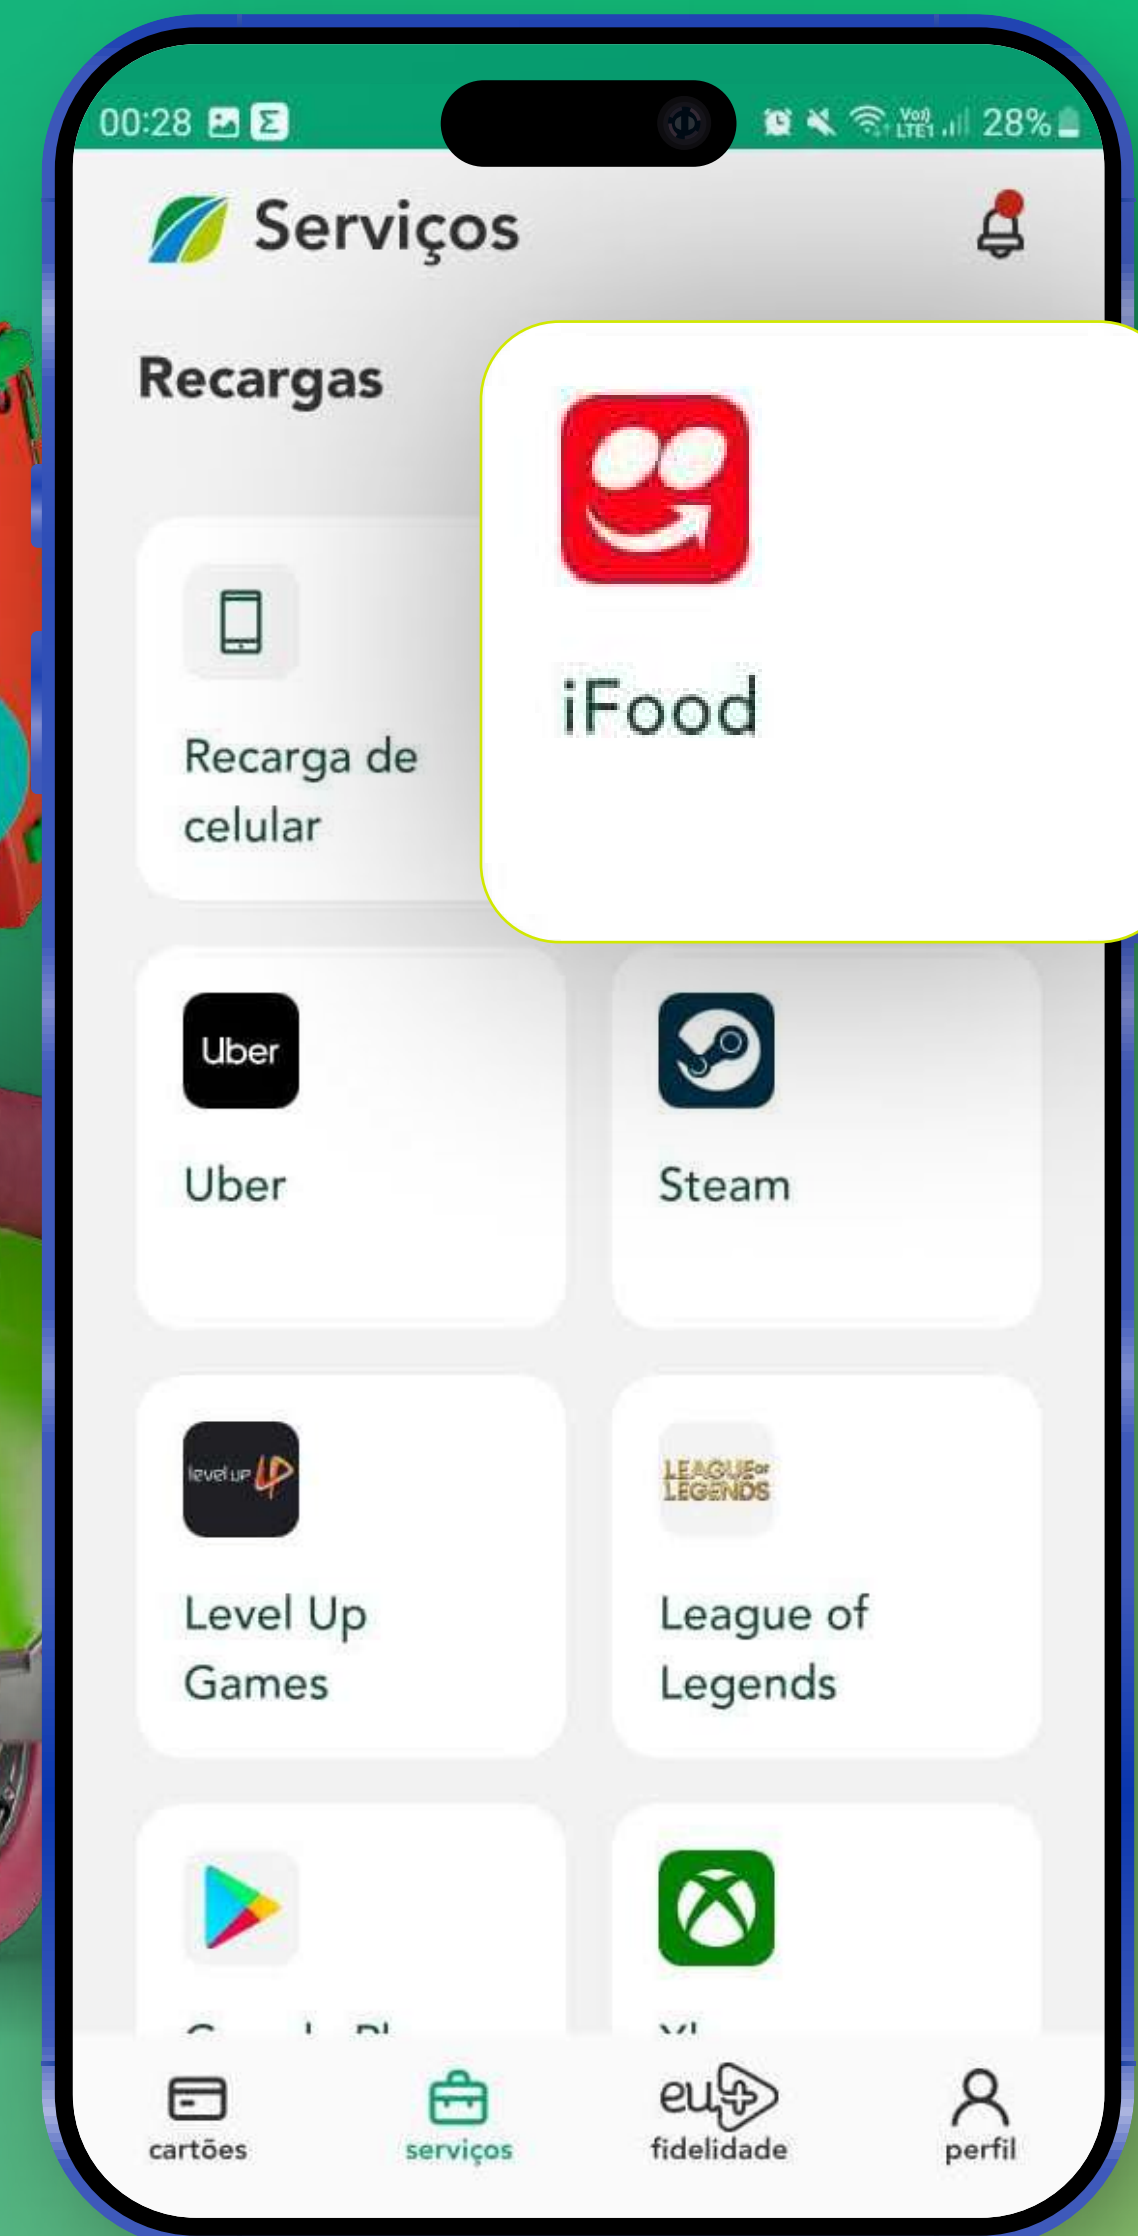 00:28
28%
Serviços
Recargas
iFood
Recarga de
celular
Uber
Uber
Steam
level up
LEAGUE OF
LEGENDS
Level Up
Games
League of
Legends
cartões
serviços
eu+
fidelidade
perfil